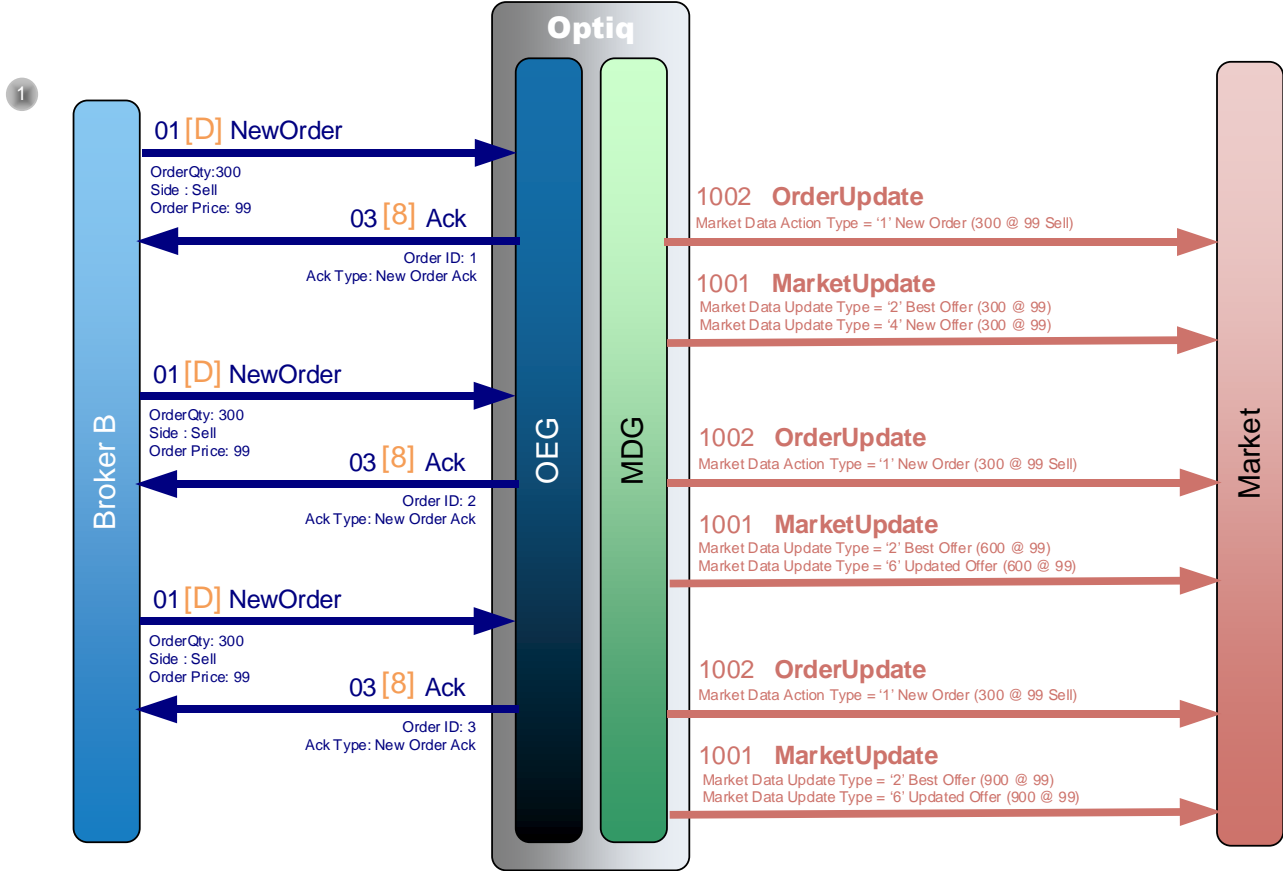 Optiq
1
Broker B
OEG
MDG
Market
01 [D] NewOrder
OrderQty:300
Side : Sell
Order Price: 99
03 [8] Ack
Order ID: 1
Ack Type: New Order Ack
1002 OrderUpdate
Market Data Action Type = ‘1’ New Order (300 @ 99 Sell)
1001 MarketUpdate
Market Data Update Type = ‘2’ Best Offer (300 @ 99)
Market Data Update Type = ‘4’ New Offer (300 @ 99)
01 [D] NewOrder
OrderQty: 300
Side : Sell
Order Price: 99
03 [8] Ack
Order ID: 2
Ack Type: New Order Ack
1002 OrderUpdate
Market Data Action Type = ‘1’ New Order (300 @ 99 Sell)
1001 MarketUpdate
Market Data Update Type = ‘2’ Best Offer (600 @ 99)
Market Data Update Type = ‘6’ Updated Offer (600 @ 99)
01 [D] NewOrder
OrderQty: 300
Side : Sell
Order Price: 99
03 [8] Ack
Order ID: 3
Ack Type: New Order Ack
1002 OrderUpdate
Market Data Action Type = ‘1’ New Order (300 @ 99 Sell)
1001 MarketUpdate
Market Data Update Type = ‘2’ Best Offer (900 @ 99)
Market Data Update Type = ‘6’ Updated Offer (900 @ 99)